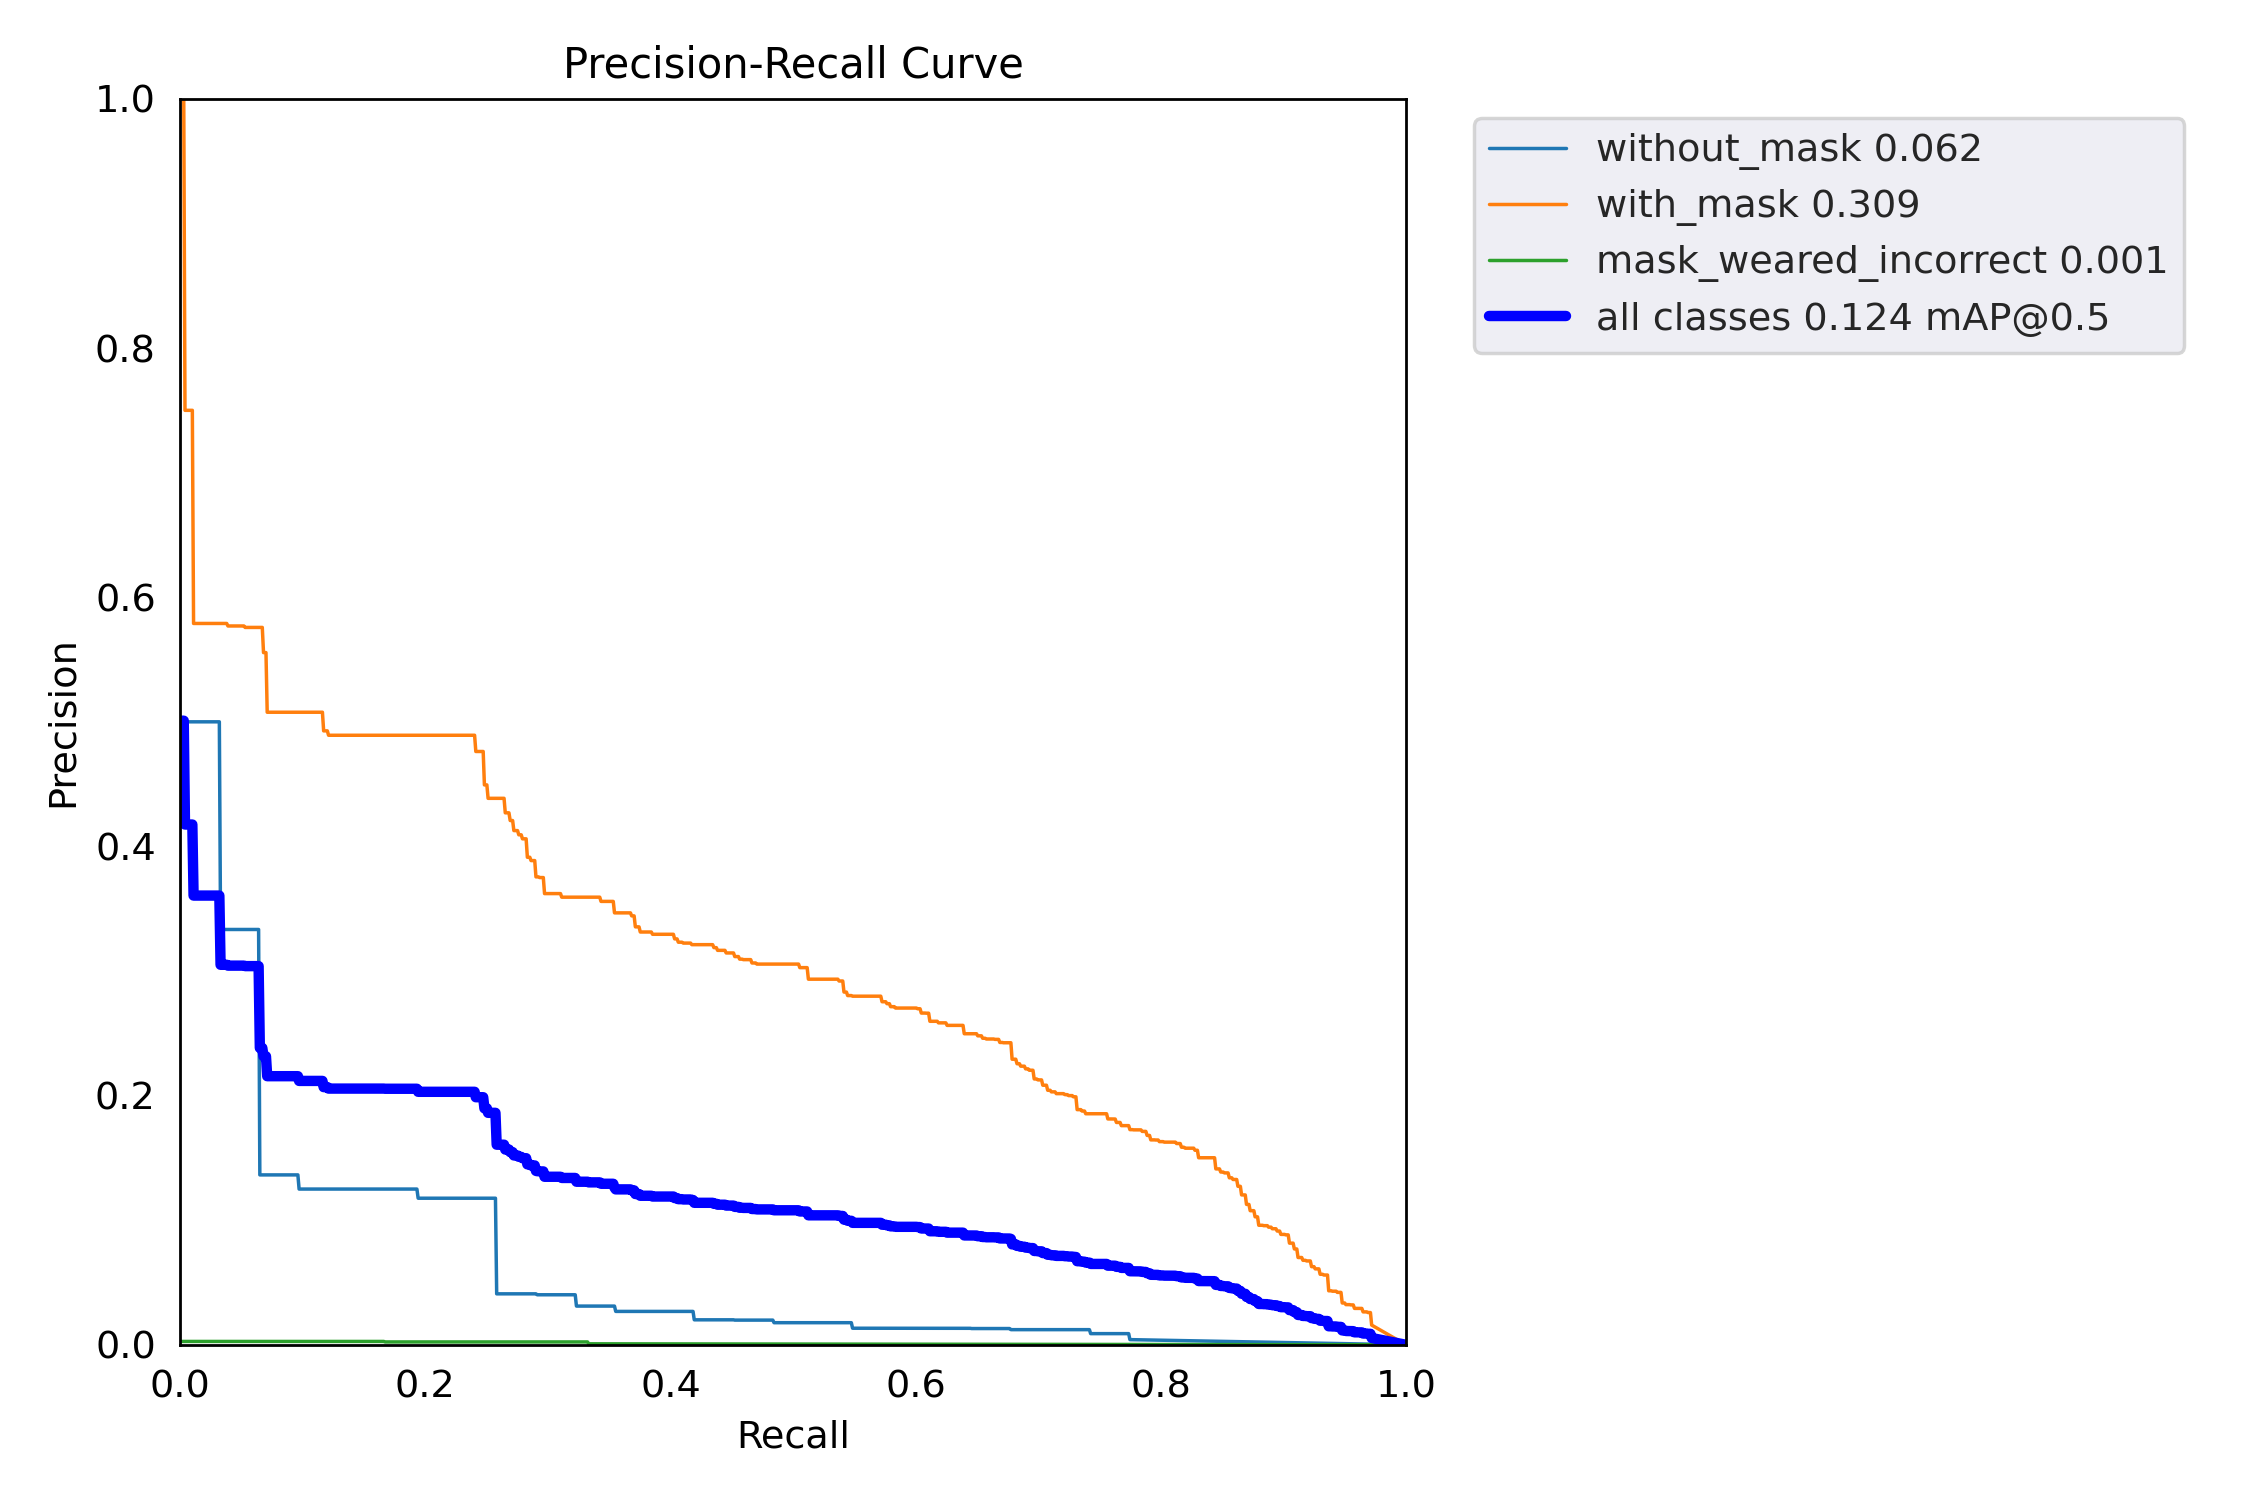 Precision-Recall Curve
1.0
0.8
0.6
0.4
0.2
0.0
Precision
0.0 0.2 0.4 0.6 0.8 1.0
Recall
without_mask 0.062
with_mask 0.309
mask_weared_incorrect 0.001
all classes 0.124 mAP@0.5